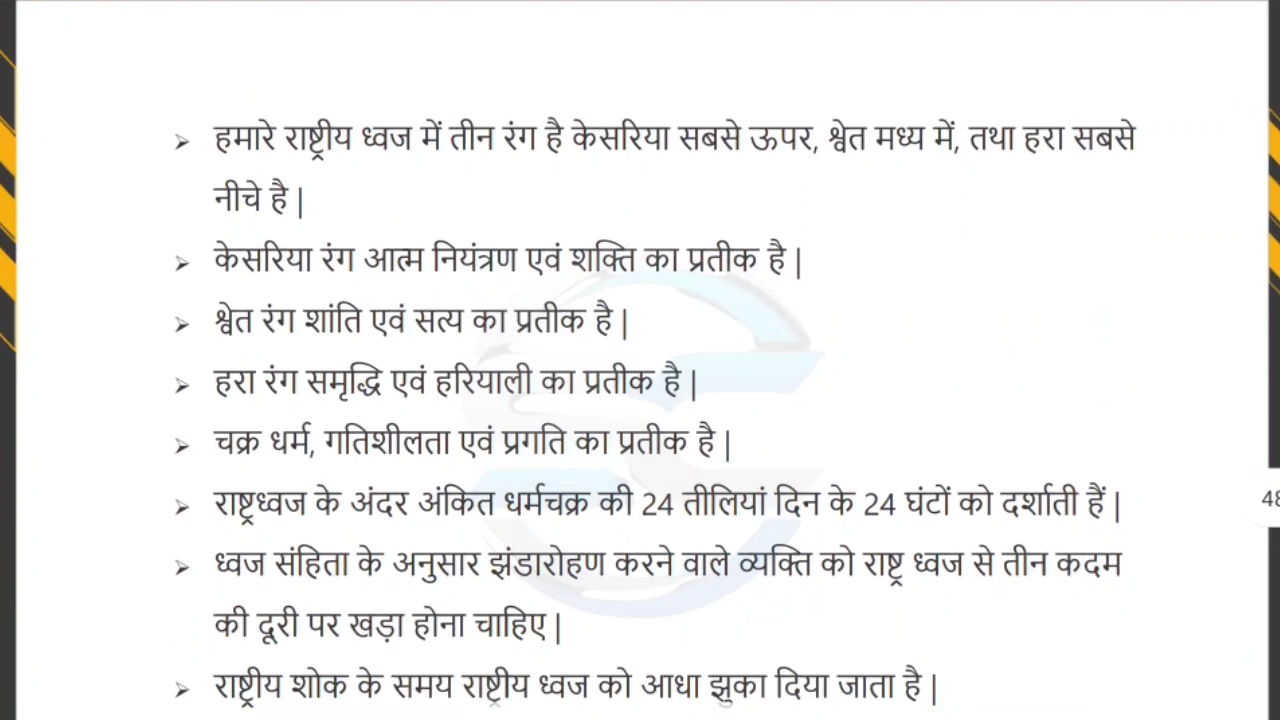 ➢ हमारे राष्ट्रीय ध्वज में तीन रंग है केसरिया सबसे ऊपर, श्वेत मध्य में, तथा हरा सबसे
नीचे है |
➢ केसरिया रंग आत्म नियंत्रण एवं शक्ति का प्रतीक है |
➢ श्वेत रंग शांति एवं सत्य का प्रतीक है |
➢ हरा रंग समृद्धि एवं हरियाली का प्रतीक है |
➢ चक्र धर्म, गतिशीलता एवं प्रगति का प्रतीक है |
➢ राष्ट्रध्वज के अंदर अंकित धर्मचक्र की 24 तीलियां दिन के 24 घंटों को दर्शाती हैं |
➢ ध्वज संहिता के अनुसार झंडारोहण करने वाले व्यक्ति को राष्ट्र ध्वज से तीन कदम
की दूरी पर खड़ा होना चाहिए |
➢ राष्ट्रीय शोक के समय राष्ट्रीय ध्वज को आधा झुका दिया जाता है |